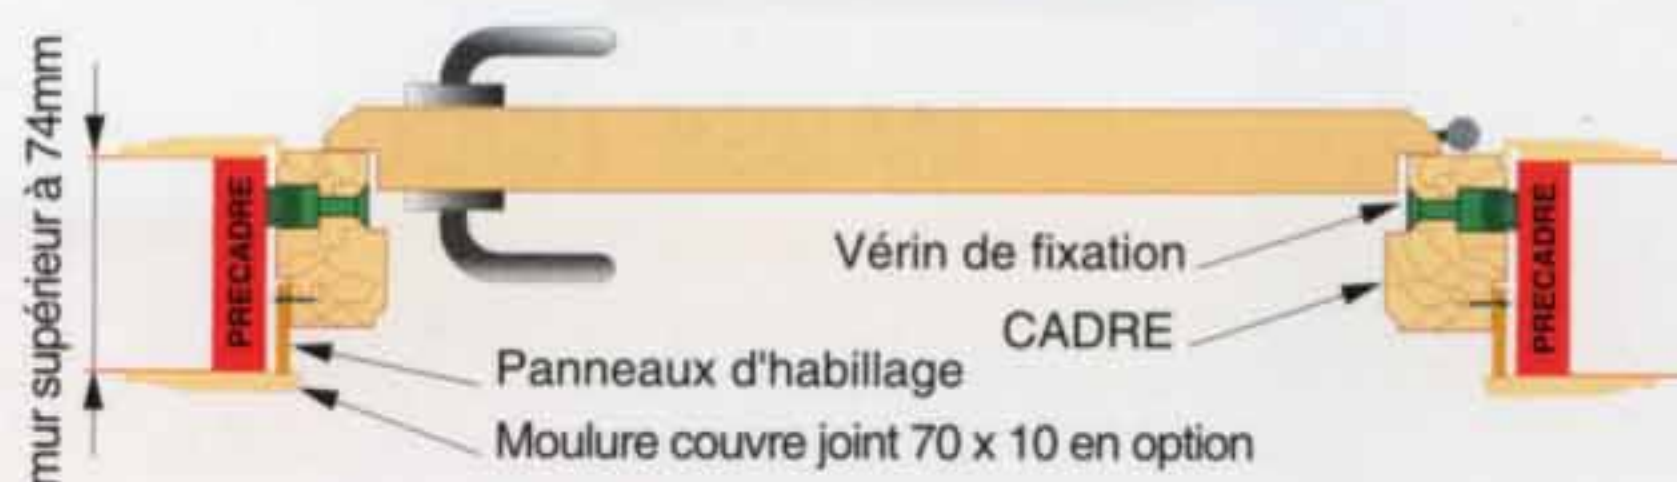 mur supérieur à 74mm
PRECADRE
Vérin de fixation
CADRE
Panneaux d'habillage
Moulure couvre joint 70 x 10 en option
PRECADRE